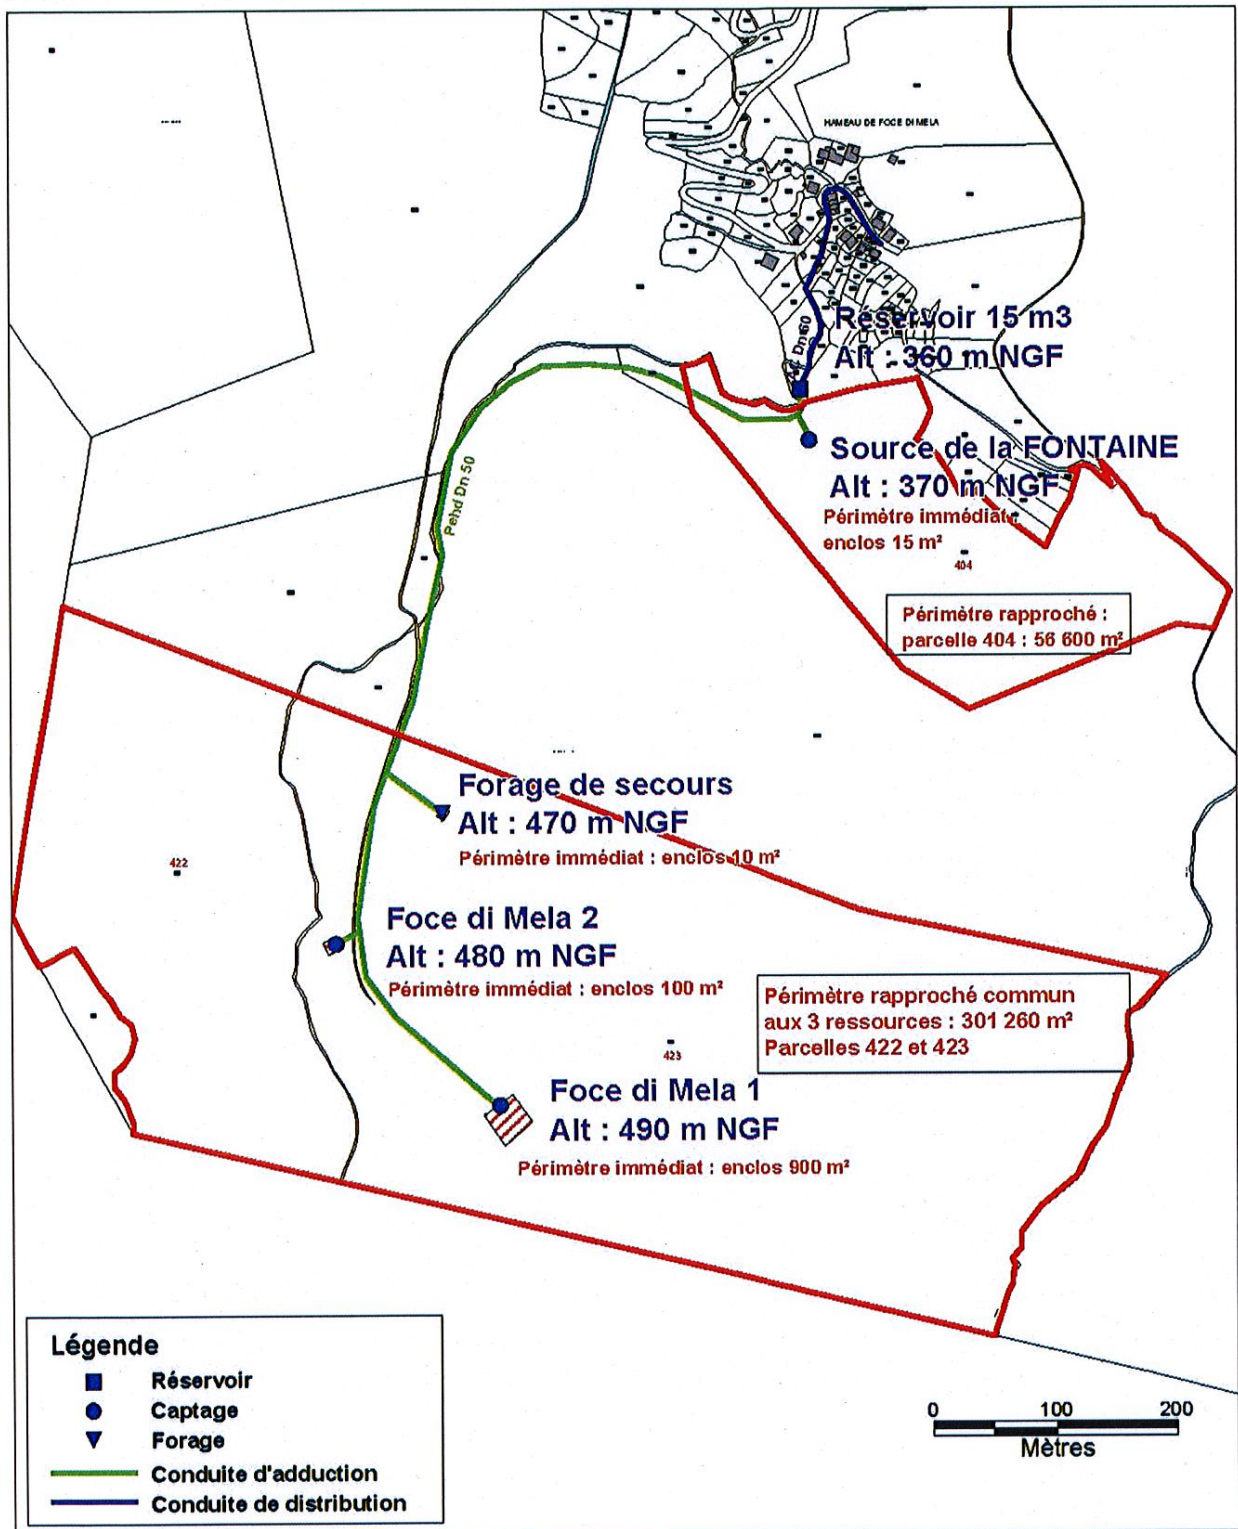 HAMEAU DE FOCE DI MELA
Dn 60
Réservoir 15 m3
Alt : 360 m NGF
Source de la FONTAINE
Alt : 370 m NGF
Périmètre immédiat :
enclos 15 m²
404
Pehd Dn 50
Périmètre rapproché :
parcelle 404 : 56 600 m²
Forage de secours
Alt : 470 m NGF
Périmètre immédiat : enclos 10 m²
422
Foce di Mela 2
Alt : 480 m NGF
Périmètre immédiat : enclos 100 m²
Périmètre rapproché commun
aux 3 ressources : 301 260 m²
Parcelles 422 et 423
423
Foce di Mela 1
Alt : 490 m NGF
Périmètre immédiat : enclos 900 m²
Légende
Réservoir
Captage
Forage
Conduite d'adduction
Conduite de distribution
0 100 200
Mètres